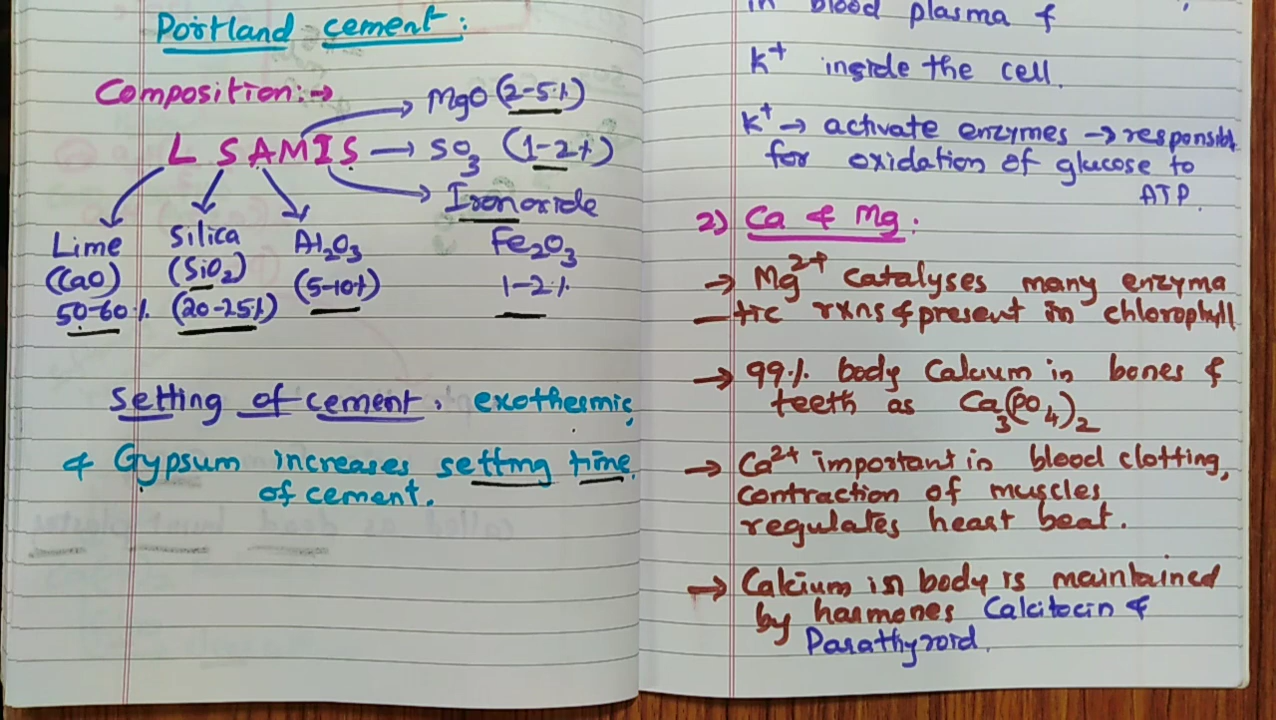 Portland cement:
Composition:→
MgO (2-5%)
L SAMIS → SO3 (1-2%)
Iron oxide
Lime Silica Al2O3 Fe2O3
(CaO) (SiO2) (5-10%) 1-2%
50-60% (20-25%)
Setting of cement. exothermic,
& Gypsum increases setting time
of cement.
in blood plasma &
K+ inside the cell.
K+ → activate enzymes → responsible
for oxidation of glucose to
ATP.
2) Ca & Mg:
→ Mg2+ catalyses many enzyma
-tic rxns & present in chlorophyll
→ 99% body Calcium in bones &
teeth as Ca3(PO4)2
→ Ca2+ important in blood clotting,
contraction of muscles,
regulates heart beat.
→ Calcium in body is maintained
by harmones Calcitocin &
Parathyroid.